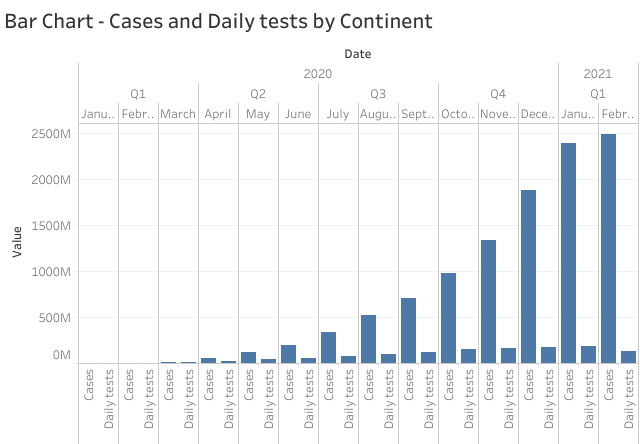 Bar Chart - Cases and Daily tests by Continent
Date
2020 2021
Q1 Q2 Q3 Q4 Q1
Janu.. Febr.. March April May June July Augu.. Sept.. Octo.. Nove.. Dece.. Janu.. Febr..
Value
2500M
2000M
1500M
1000M
500M
0M
Cases Daily tests Cases Daily tests Cases Daily tests Cases Daily tests Cases Daily tests Cases Daily tests Cases Daily tests Cases Daily tests Cases Daily tests Cases Daily tests Cases Daily tests Cases Daily tests Cases Daily tests Cases Daily tests